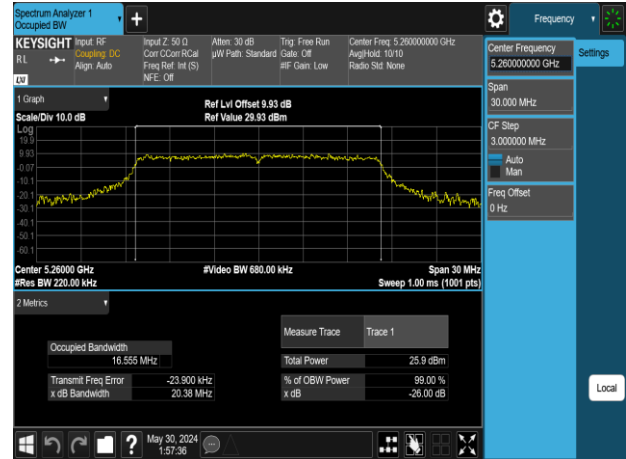 Spectrum Analyzer 1
Occupied BW
Frequency
KEYSIGHT
RL
LXI
Input: RF
Coupling: DC
Align: Auto
Input Z: 50 Ω
Corr CCorr RCal
Freq Ref: Int (S)
NFE: Off
Atten: 30 dB
µW Path: Standard
Trig: Free Run
Gate: Off
#IF Gain: Low
Center Freq: 5.260000000 GHz
Avg|Hold: 10/10
Radio Std: None
Center Frequency
5.260000000 GHz
Settings
Span
30.000 MHz
CF Step
3.000000 MHz
Auto
Man
Freq Offset
0 Hz
Local
1 Graph
Scale/Div 10.0 dB
Ref Lvl Offset 9.93 dB
Ref Value 29.93 dBm
Log
19.9
9.93
-0.07
-10.1
-20.1
-30.1
-40.1
-50.1
-60.1
Center 5.26000 GHz
#Video BW 680.00 kHz
Span 30 MHz
#Res BW 220.00 kHz
Sweep 1.00 ms (1001 pts)
2 Metrics
Measure Trace
Trace 1
Occupied Bandwidth
16.555 MHz
Total Power
25.9 dBm
Transmit Freq Error
-23.900 kHz
% of OBW Power
99.00 %
x dB Bandwidth
20.38 MHz
x dB
-26.00 dB
May 30, 2024
1:57:36